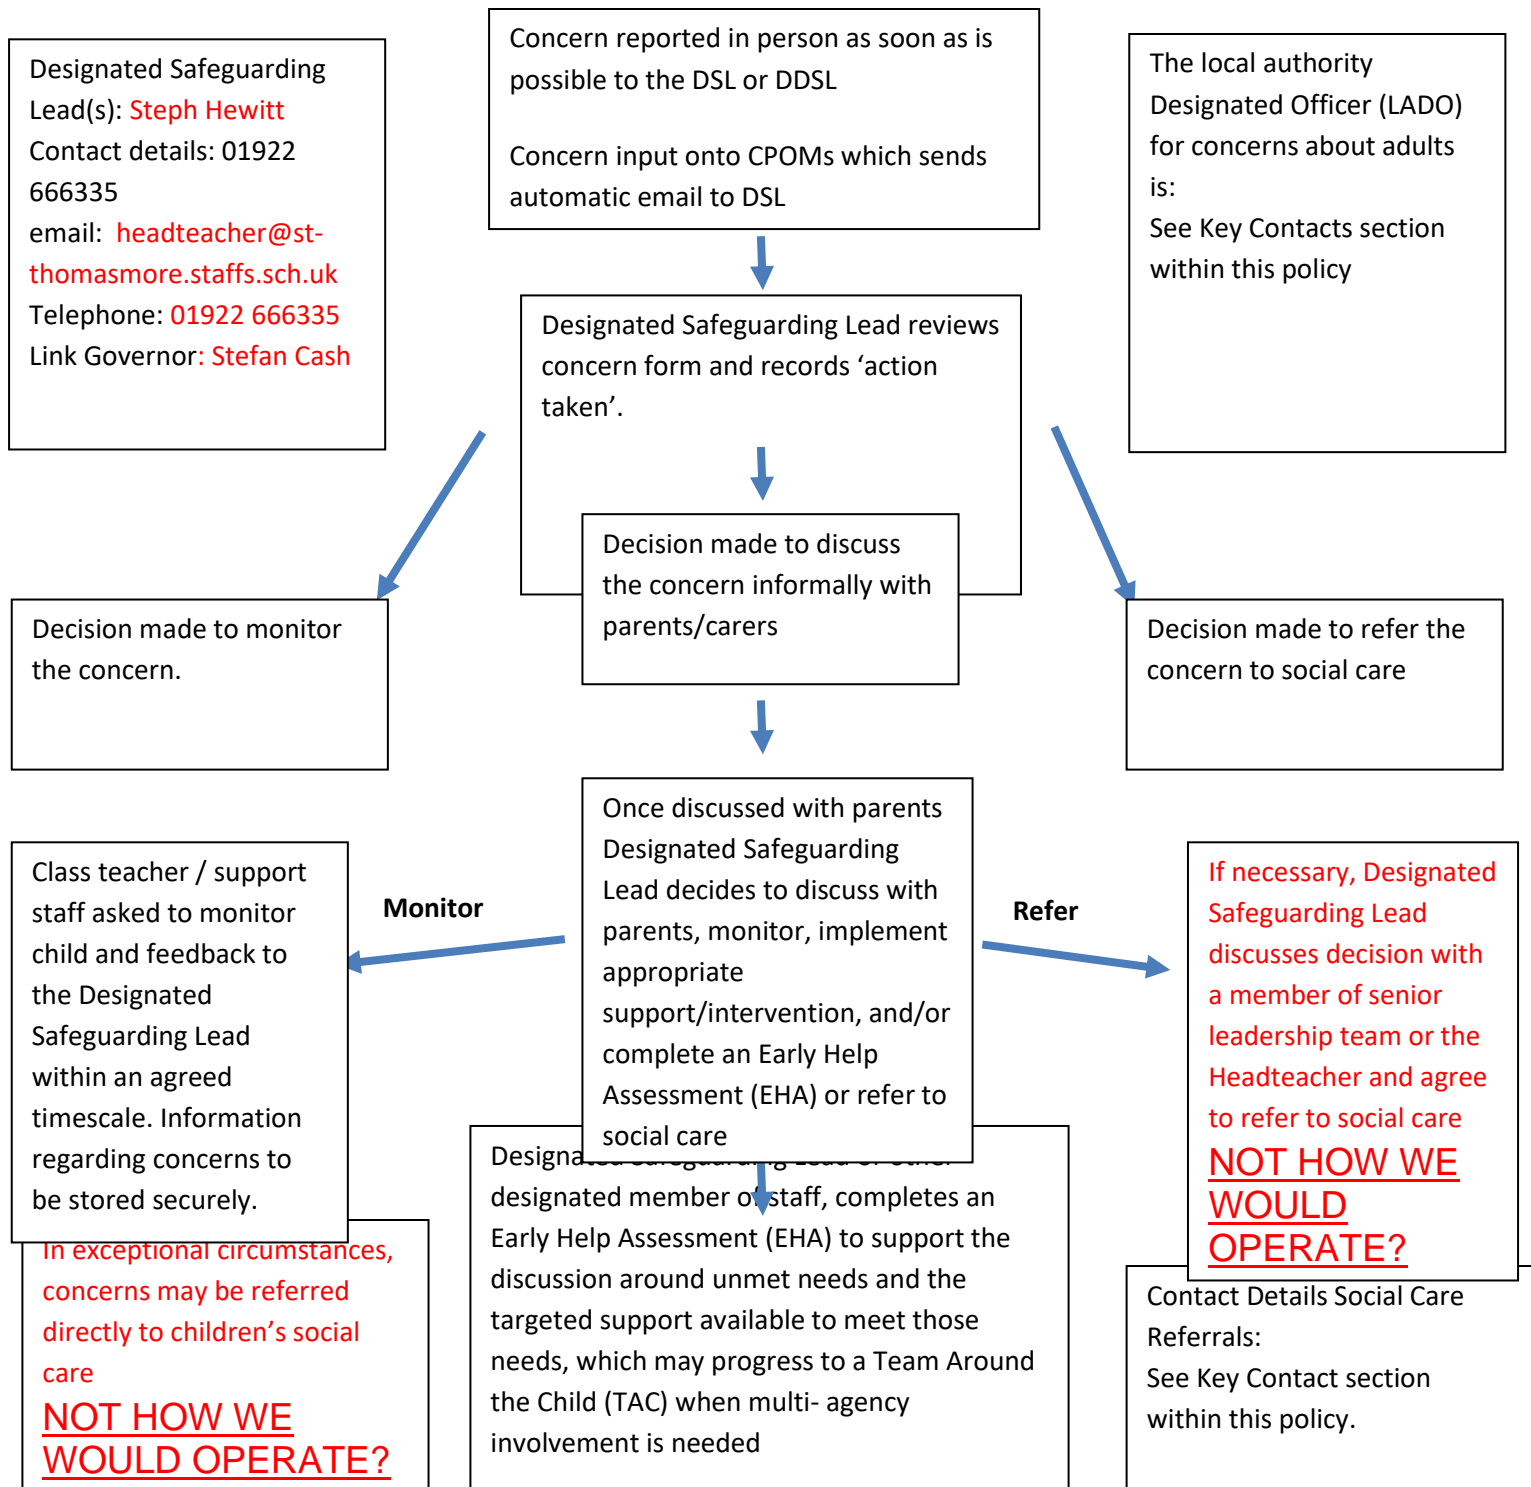 Designated Safeguarding
Lead(s): Steph Hewitt
Contact details: 01922
666335
email: headteacher@st-
thomasmore.staffs.sch.uk
Telephone: 01922 666335
Link Governor: Stefan Cash
Concern reported in person as soon as is
possible to the DSL or DDSL
Concern input onto CPOMs which sends
automatic email to DSL
The local authority
Designated Officer (LADO)
for concerns about adults
is:
See Key Contacts section
within this policy
Designated Safeguarding Lead reviews
concern form and records ‘action
taken’.
Decision made to discuss
the concern informally with
parents/carers
Decision made to monitor
the concern.
Decision made to refer the
concern to social care
Class teacher / support
staff asked to monitor
child and feedback to
the Designated
Safeguarding Lead
within an agreed
timescale. Information
regarding concerns to
be stored securely.
Monitor
Once discussed with parents
Designated Safeguarding
Lead decides to discuss with
parents, monitor, implement
appropriate
support/intervention, and/or
complete an Early Help
Assessment (EHA) or refer to
social care
Refer
If necessary, Designated
Safeguarding Lead
discusses decision with
a member of senior
leadership team or the
Headteacher and agree
to refer to social care
NOT HOW WE
WOULD
OPERATE?
In exceptional circumstances,
concerns may be referred
directly to children’s social
care
NOT HOW WE
WOULD OPERATE?
Designated Safeguarding Lead or other
designated member of staff, completes an
Early Help Assessment (EHA) to support the
discussion around unmet needs and the
targeted support available to meet those
needs, which may progress to a Team Around
the Child (TAC) when multi- agency
involvement is needed
Contact Details Social Care
Referrals:
See Key Contact section
within this policy.